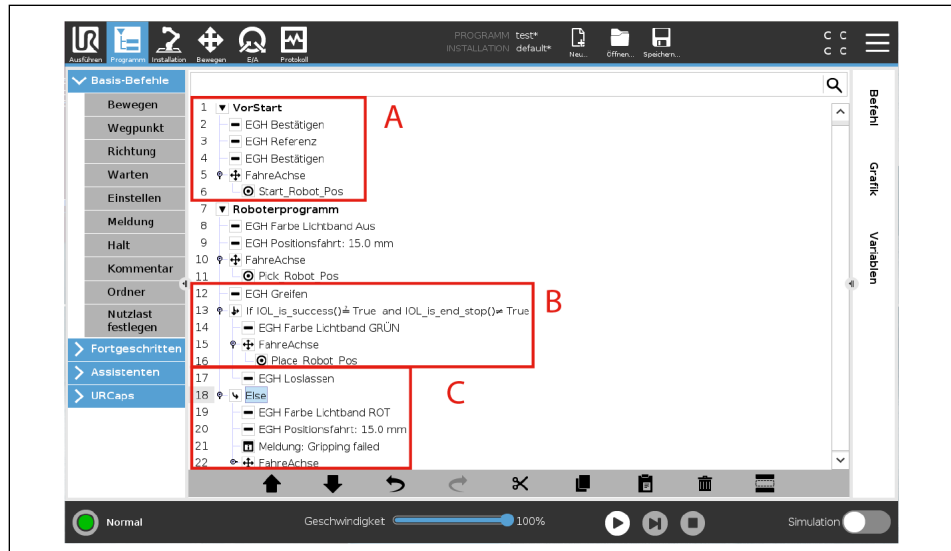 UR
PROGRAMM test*
INSTALLATION default*
Ausführen Programm Installation Bewegen E/A Protokoll Neu... Öffnen... Speichern...
C C
C C
Basis-Befehle
Bewegen
Wegpunkt
Richtung
Warten
Einstellen
Meldung
Halt
Kommentar
Ordner
Nutzlast
festlegen
Fortgeschritten
Assistenten
URCaps
A
1 VorStart
2 EGH Bestätigen
3 EGH Referenz
4 EGH Bestätigen
5 FahreAchse
6 Start_Robot_Pos
7 Roboterprogramm
8 EGH Farbe Lichtband Aus
9 EGH Positionsfahrt: 15.0 mm
10 FahreAchse
11 Pick_Robot_Pos
B
12 EGH Greifen
13 If IOL_is_success()≟ True and IOL_is_end_stop()≠ True
14 EGH Farbe Lichtband GRÜN
15 FahreAchse
16 Place_Robot_Pos
C
17 EGH Loslassen
18 Else
19 EGH Farbe Lichtband ROT
20 EGH Positionsfahrt: 15.0 mm
21 Meldung: Gripping failed
22 FahreAchse
Befehl
Grafik
Variablen
Normal
Geschwindigkeit 100%
Simulation